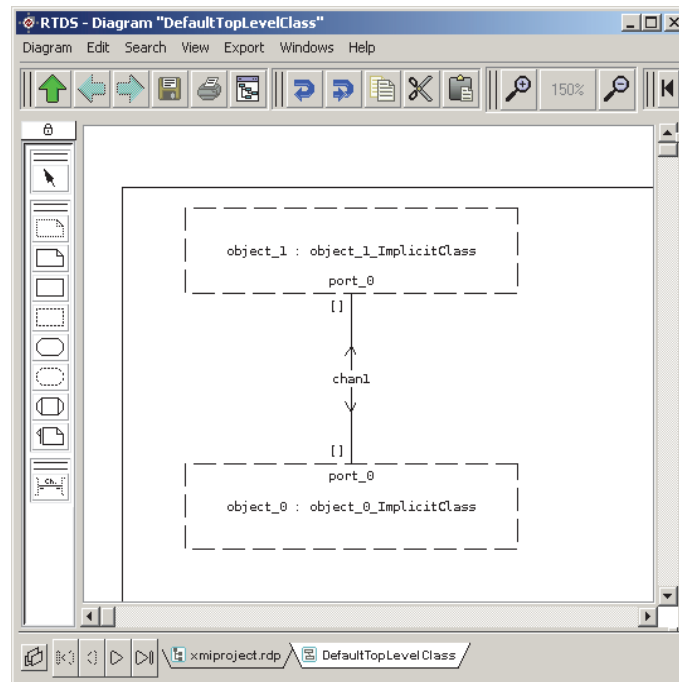 RTDS - Diagram "DefaultTopLevelClass"
Diagram Edit Search View Export Windows Help
150%
object_1 : object_1_ImplicitClass
port_0
[]
chan1
[]
port_0
object_0 : object_0_ImplicitClass
Ch.
xmiproject.rdp DefaultTopLevelClass